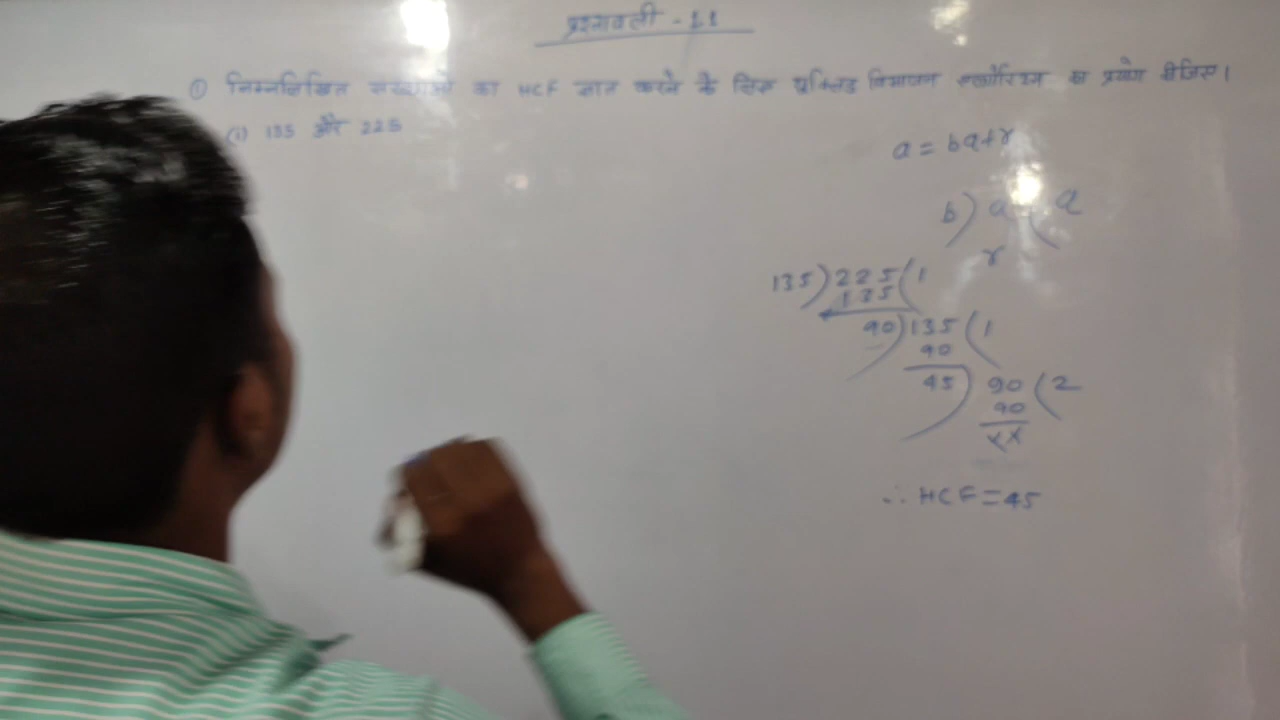 प्रश्नावली - 1.1
① निम्नलिखित संख्याओं का HCF ज्ञात करने के लिए यूक्लिड विभाजन एल्गोरिथम का प्रयोग कीजिए।
(i) 135 और 225
a = bq+r
b) a ( q
r
135) 225 ( 1
135
90) 135 ( 1
90
45) 90 ( 2
90
××
∴ HCF = 45